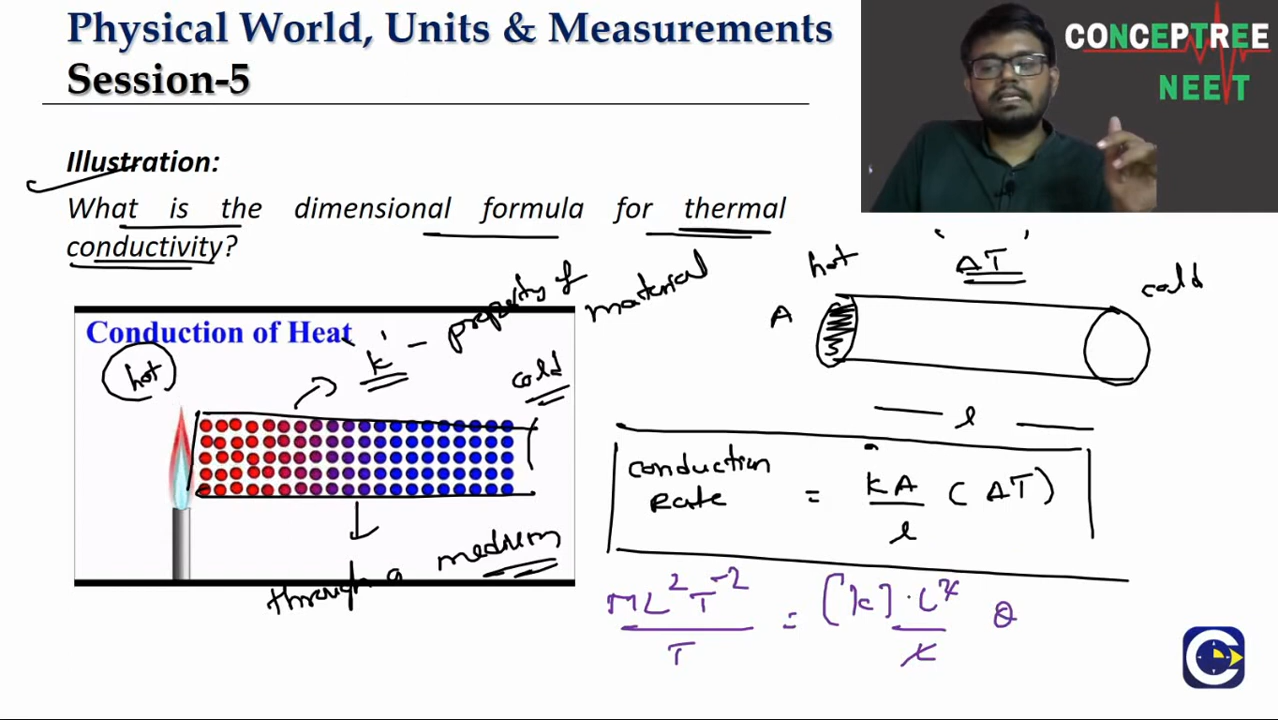 Physical World, Units & Measurements
Session-5
CONCEPTREE
NEET
Illustration:
What is the dimensional formula for thermal
conductivity?
Conduction of Heat
hot
'k' - property of material
cold
through a medium
hot
'ΔT'
cold
A
l
conduction Rate = kA/l (ΔT)
ML²T⁻²/T = [k]·L²/L θ